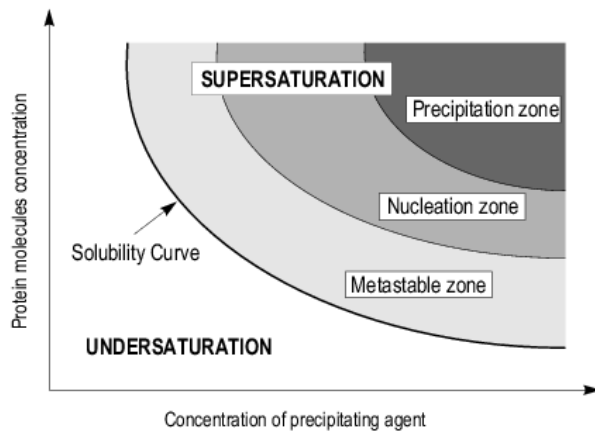 Protein molecules concentration
SUPERSATURATION
Precipitation zone
Nucleation zone
Solubility Curve
Metastable zone
UNDERSATURATION
Concentration of precipitating agent